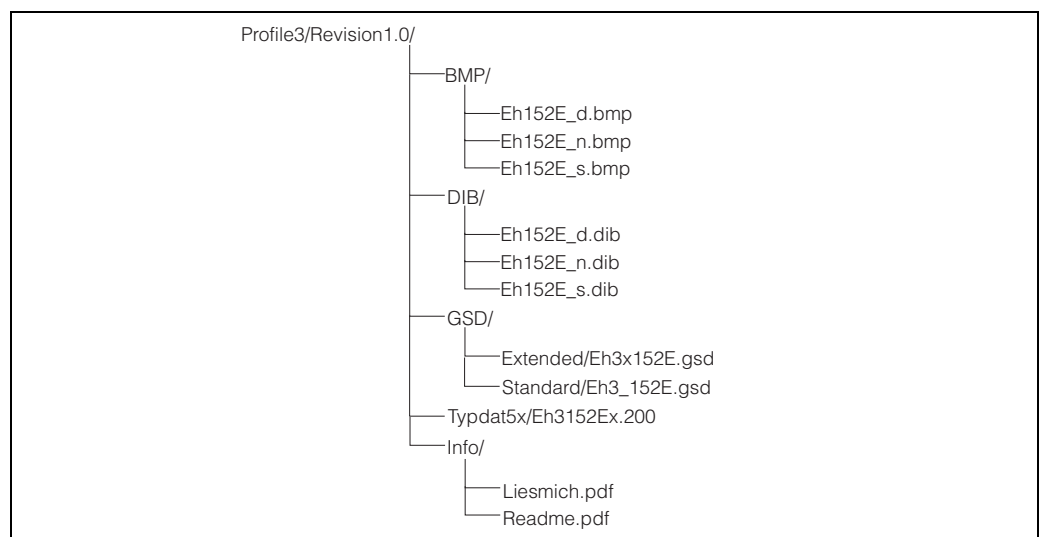 Profile3/Revision1.0/
BMP/
Eh152E_d.bmp
Eh152E_n.bmp
Eh152E_s.bmp
DIB/
Eh152E_d.dib
Eh152E_n.dib
Eh152E_s.dib
GSD/
Extended/Eh3x152E.gsd
Standard/Eh3_152E.gsd
Typdat5x/Eh3152Ex.200
Info/
Liesmich.pdf
Readme.pdf